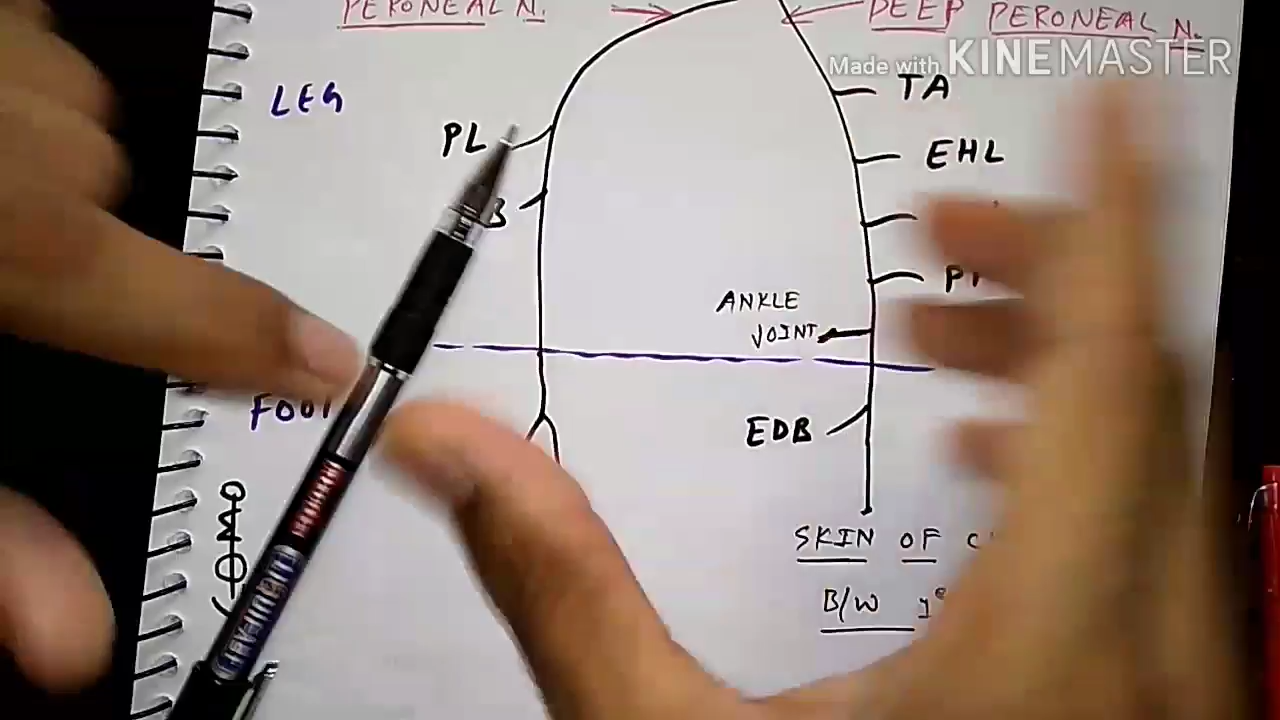 PERONEAL N.
DEEP PERONEAL N.
Made with KINEMASTER
LEG
TA
PL
EHL
B
ANKLE
JOINT
EDB
SKIN OF
B/W